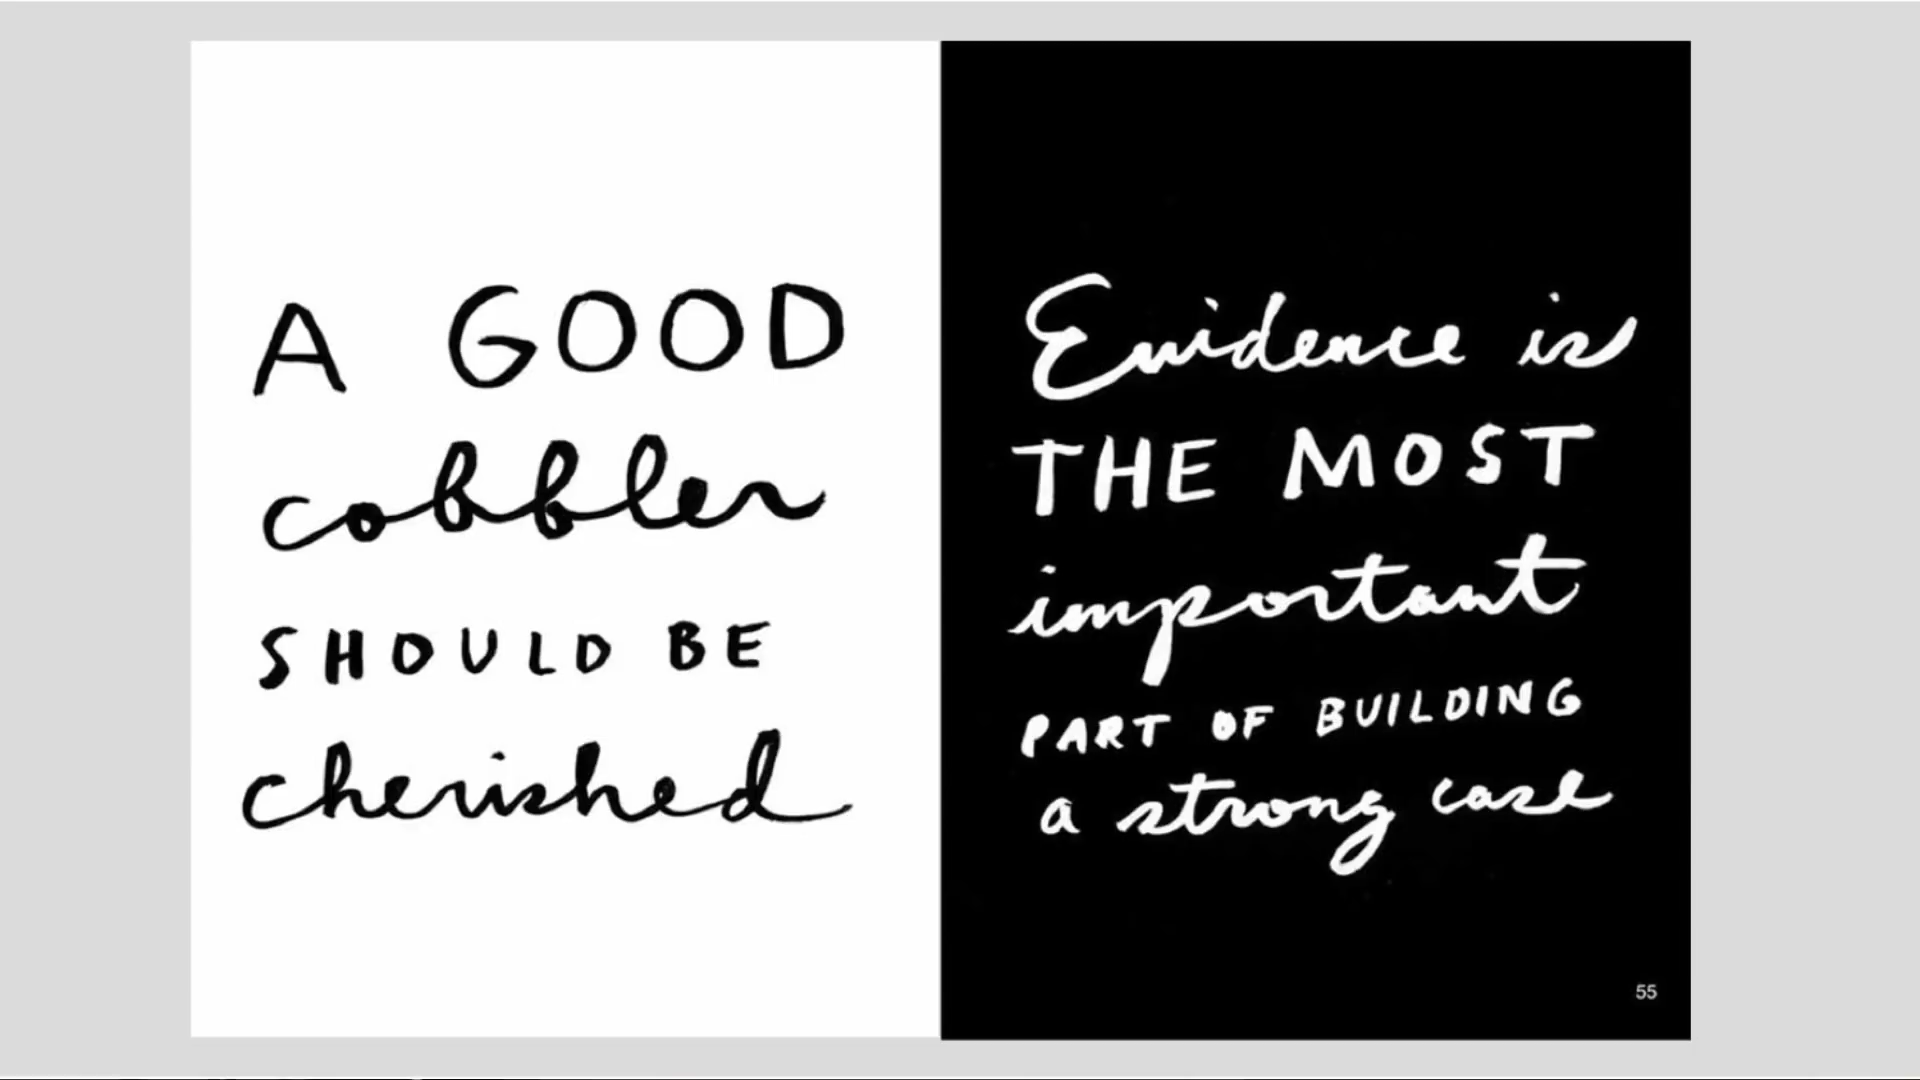 A GOOD
cobbler
SHOULD BE
cherished
Evidence is
THE MOST
important
PART OF BUILDING
a strong case
55